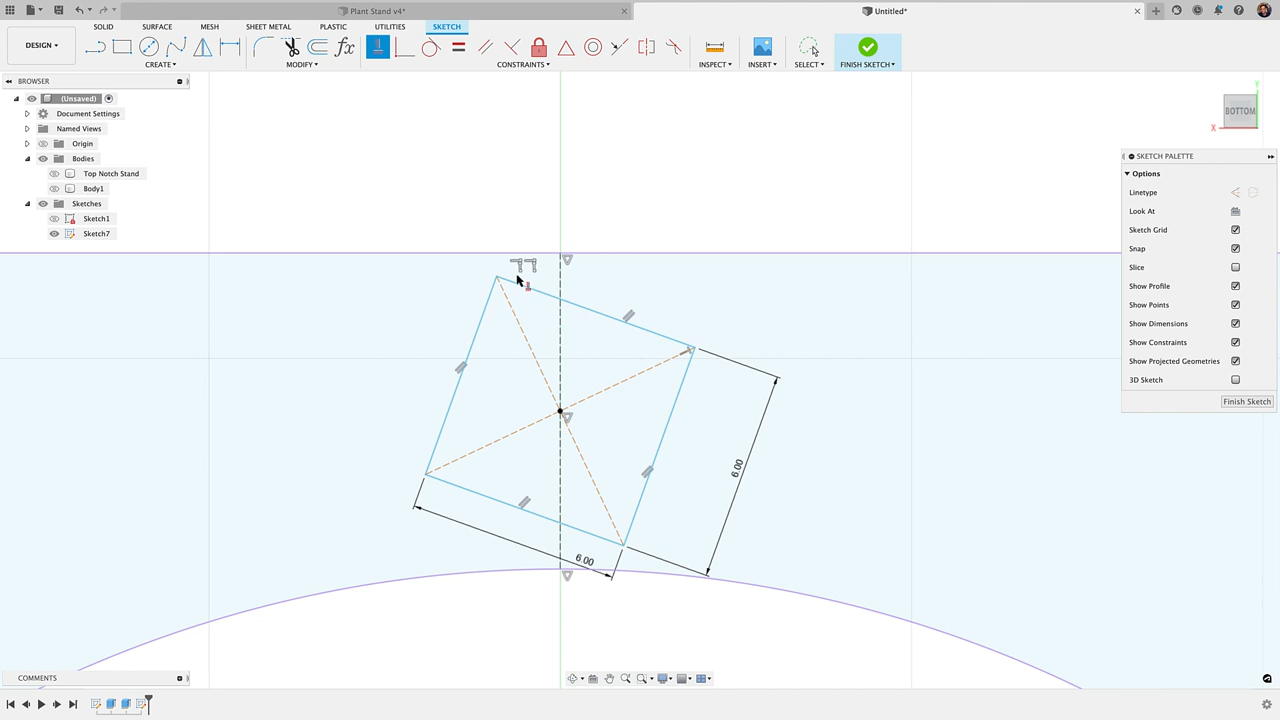 Plant Stand v4*
Untitled*
SOLID
SURFACE
MESH
SHEET METAL
PLASTIC
UTILITIES
SKETCH
DESIGN
fx
CREATE
MODIFY
CONSTRAINTS
INSPECT
INSERT
SELECT
FINISH SKETCH
BROWSER
(Unsaved)
Document Settings
Named Views
Origin
Bodies
Top Notch Stand
Body1
Sketches
Sketch1
Sketch7
Y
BOTTOM
X
SKETCH PALETTE
Options
Linetype
Look At
Sketch Grid
Snap
Slice
Show Profile
Show Points
Show Dimensions
Show Constraints
Show Projected Geometries
3D Sketch
Finish Sketch
6.00
6.00
COMMENTS